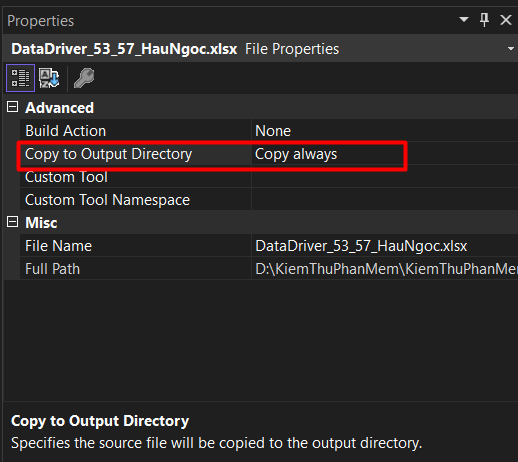 Properties
DataDriver_53_57_HauNgoc.xlsx File Properties
Advanced
Build Action None
Copy to Output Directory Copy always
Custom Tool
Custom Tool Namespace
Misc
File Name DataDriver_53_57_HauNgoc.xlsx
Full Path D:\KiemThuPhanMem\KiemThuPhanMem
Copy to Output Directory
Specifies the source file will be copied to the output directory.